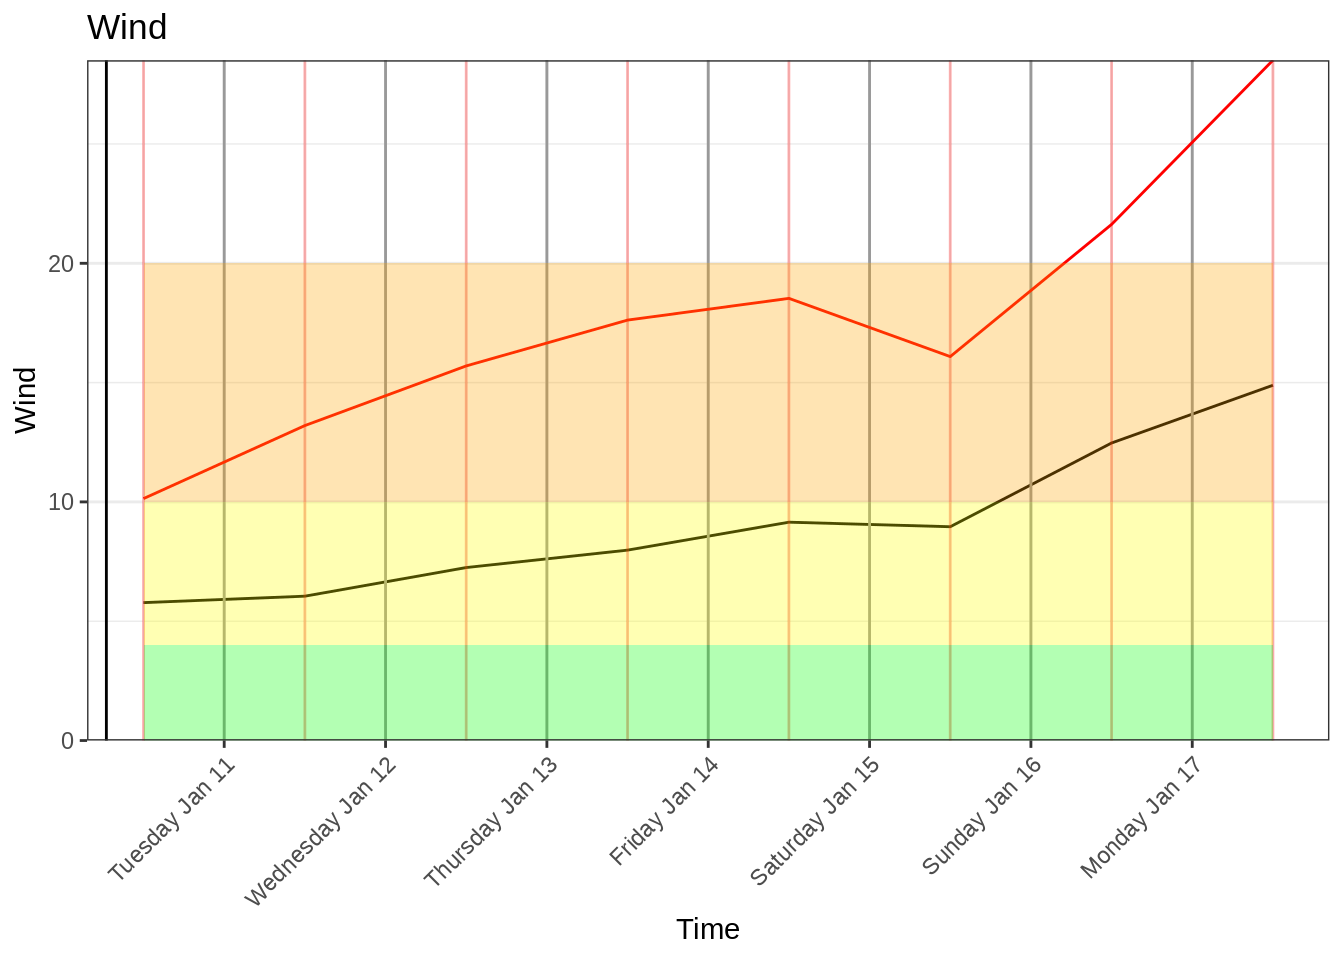 Wind
Wind
20
10
0
Tuesday Jan 11
Wednesday Jan 12
Thursday Jan 13
Friday Jan 14
Saturday Jan 15
Sunday Jan 16
Monday Jan 17
Time